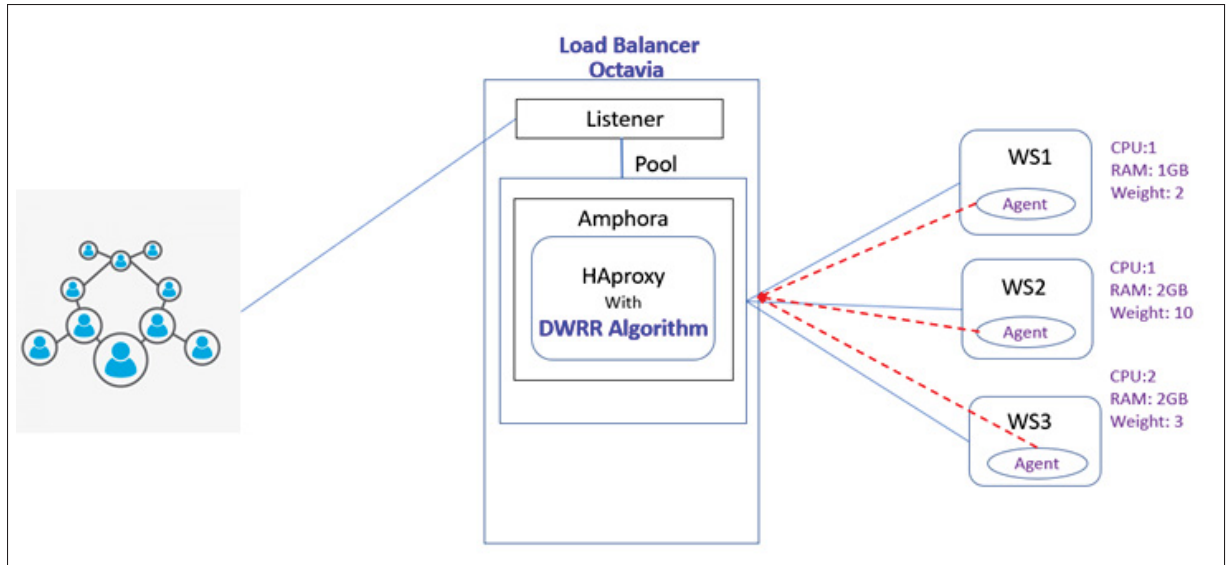 Load Balancer
Octavia
Listener
Pool
Amphora
HAproxy
With
DWRR Algorithm
WS1
Agent
CPU:1
RAM: 1GB
Weight: 2
WS2
Agent
CPU:1
RAM: 2GB
Weight: 10
WS3
Agent
CPU:2
RAM: 2GB
Weight: 3